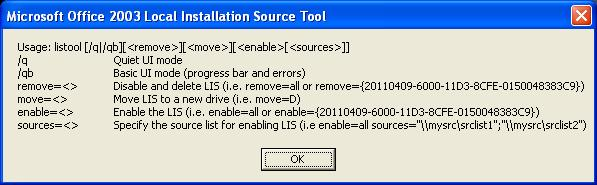 Microsoft Office 2003 Local Installation Source Tool
Usage: listool [/q|/qb][<remove>][<move>][<enable>[<sources>]]
/q Quiet UI mode
/qb Basic UI mode (progress bar and errors)
remove=<> Disable and delete LIS (i.e. remove=all or remove={20110409-6000-11D3-8CFE-0150048383C9})
move=<> Move LIS to a new drive (i.e. move=D)
enable=<> Enable the LIS (i.e. enable=all or enable={20110409-6000-11D3-8CFE-0150048383C9})
sources=<> Specify the source list for enabling LIS (i.e enable=all sources="\\mysrc\srclist1";"\\mysrc\srclist2")
OK